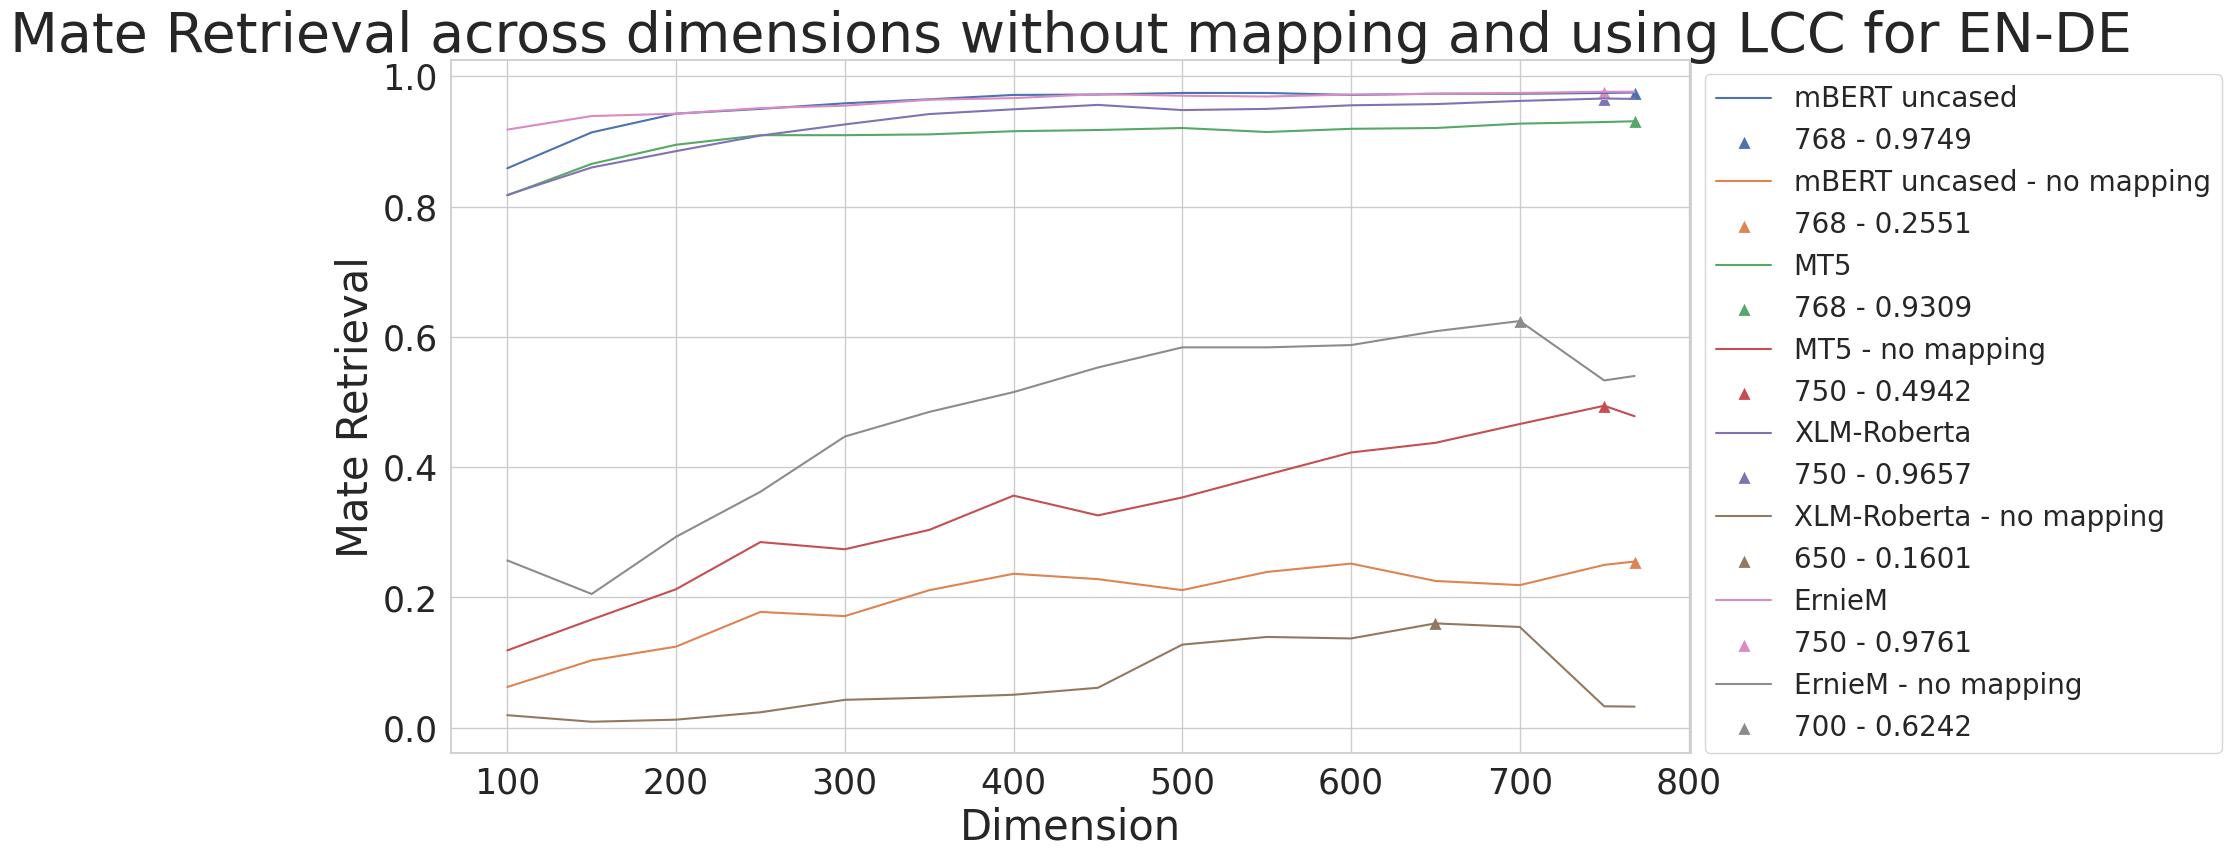 Mate Retrieval across dimensions without mapping and using LCC for EN-DE
1.0
0.8
0.6
0.4
0.2
0.0
Mate Retrieval
100 200 300 400 500 600 700 800
Dimension
mBERT uncased
768 - 0.9749
mBERT uncased - no mapping
768 - 0.2551
MT5
768 - 0.9309
MT5 - no mapping
750 - 0.4942
XLM-Roberta
750 - 0.9657
XLM-Roberta - no mapping
650 - 0.1601
ErnieM
750 - 0.9761
ErnieM - no mapping
700 - 0.6242